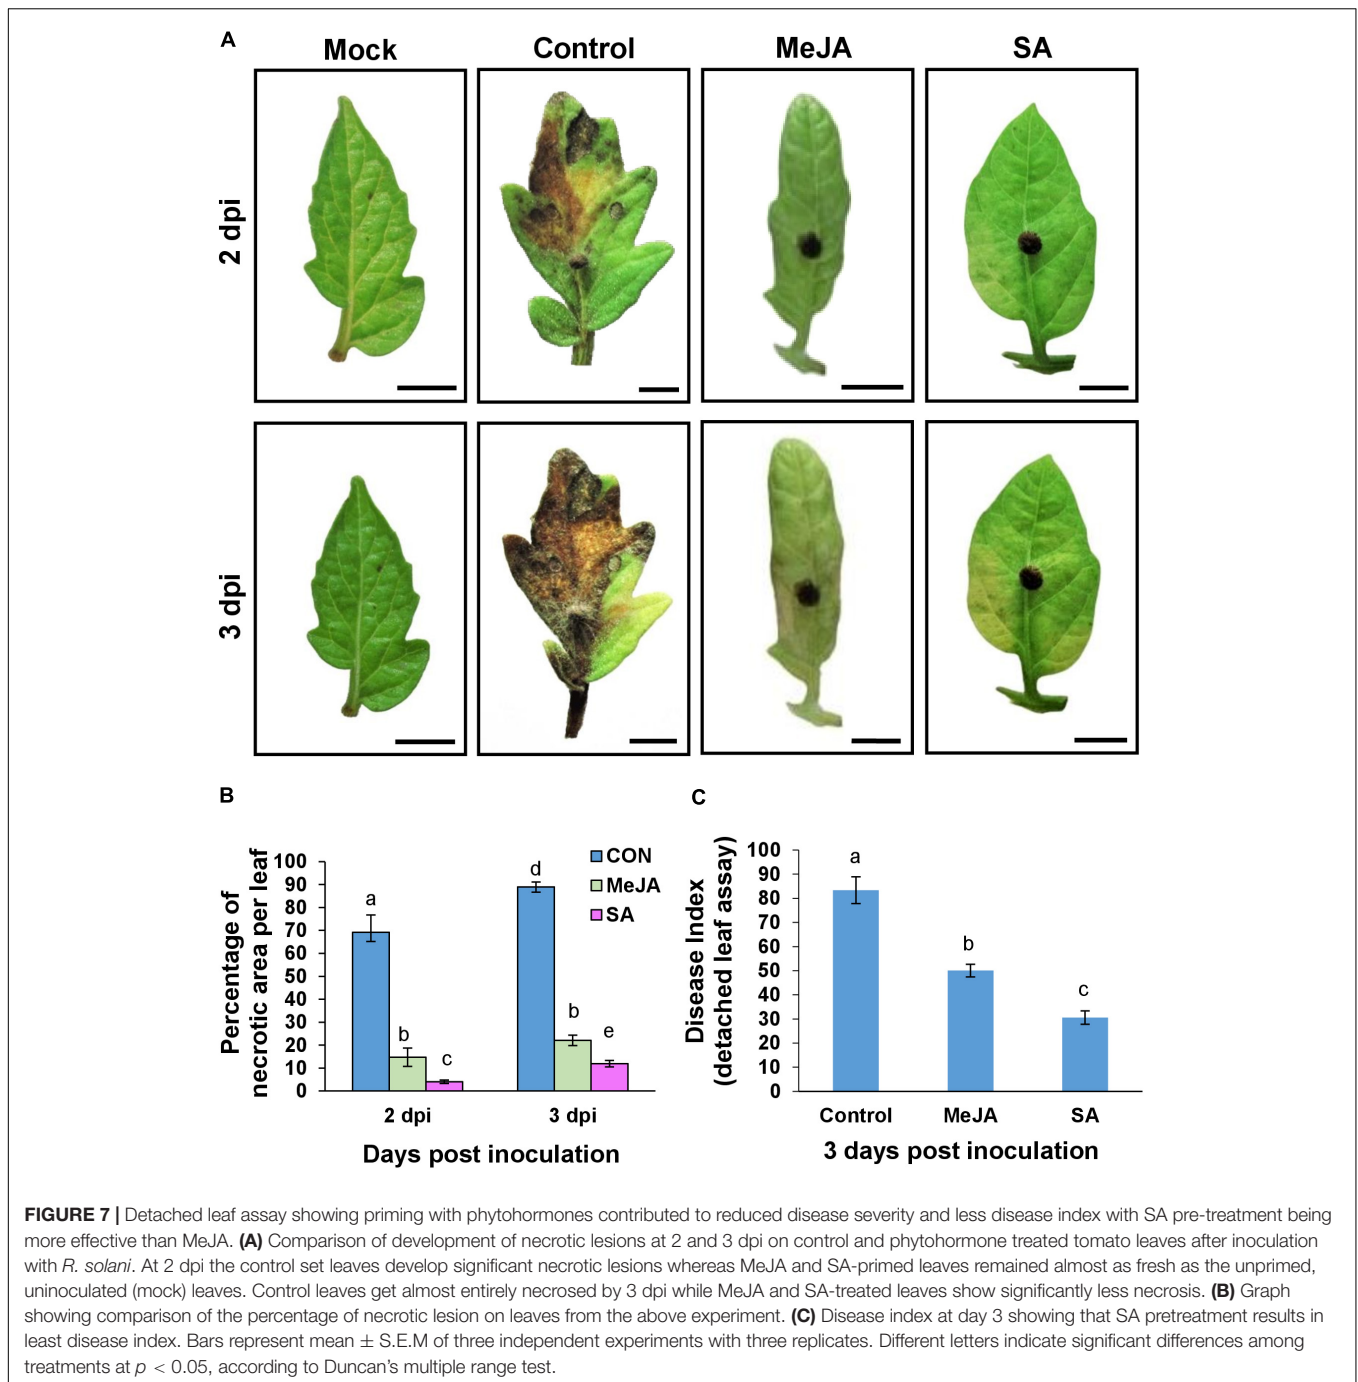 A
Mock Control MeJA SA
2 dpi
3 dpi
B
Percentage of
necrotic area per leaf
100
90
80
70
60
50
40
30
20
10
0
a
b
c
d
b
e
CON
MeJA
SA
2 dpi 3 dpi
Days post inoculation
C
Disease Index
(detached leaf assay)
100
90
80
70
60
50
40
30
20
10
0
a
b
c
Control MeJA SA
3 days post inoculation
FIGURE 7 | Detached leaf assay showing priming with phytohormones contributed to reduced disease severity and less disease index with SA pre-treatment being
more effective than MeJA. (A) Comparison of development of necrotic lesions at 2 and 3 dpi on control and phytohormone treated tomato leaves after inoculation
with R. solani. At 2 dpi the control set leaves develop significant necrotic lesions whereas MeJA and SA-primed leaves remained almost as fresh as the unprimed,
uninoculated (mock) leaves. Control leaves get almost entirely necrosed by 3 dpi while MeJA and SA-treated leaves show significantly less necrosis. (B) Graph
showing comparison of the percentage of necrotic lesion on leaves from the above experiment. (C) Disease index at day 3 showing that SA pretreatment results in
least disease index. Bars represent mean ± S.E.M of three independent experiments with three replicates. Different letters indicate significant differences among
treatments at p < 0.05, according to Duncan's multiple range test.